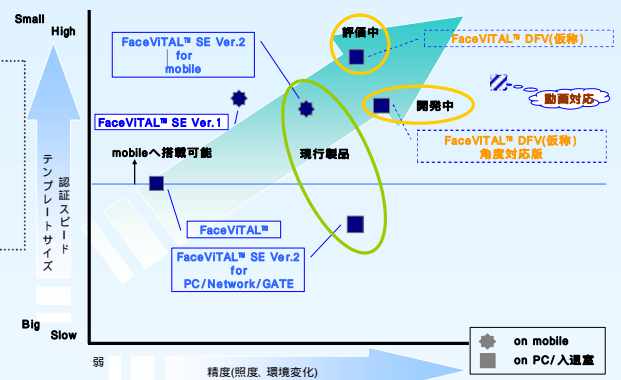 Small
High
FaceViTAL™ SE Ver.2
for
mobile
評価中
FaceViTAL™ DFV(仮称)
動画対応
開発中
FaceViTAL™ SE Ver.1
FaceViTAL™ DFV(仮称)
角度対応版
mobileへ搭載可能
現行製品
認証スピード
テンプレートサイズ
FaceViTAL™
FaceViTAL™ SE Ver.2
for
PC/Network/GATE
Big
Slow
on mobile
on PC/入退室
弱
精度(照度、環境変化)